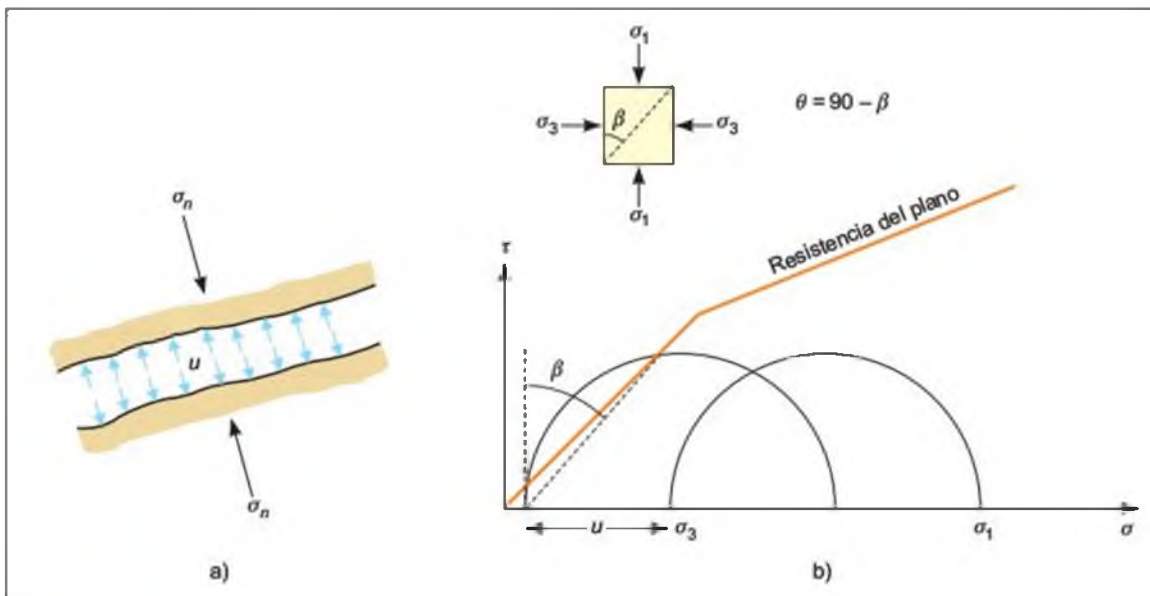 σn
u
σn
a)
σ1
θ = 90 – β
β
σ3
σ3
σ1
Resistencia del plano
τ
β
u
σ3
σ1
σ
b)